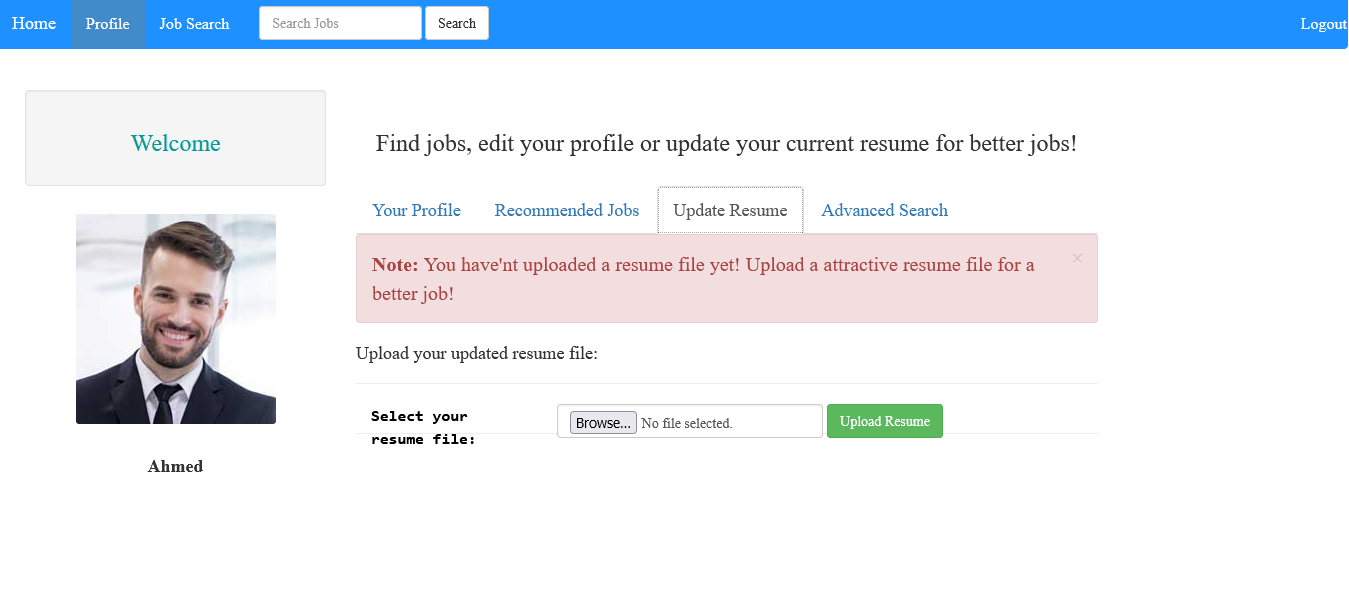 Home Profile Job Search Search Jobs Search Logout
Welcome
Find jobs, edit your profile or update your current resume for better jobs!
Your Profile Recommended Jobs Update Resume Advanced Search
Note: You have'nt uploaded a resume file yet! Upload a attractive resume file for a ×
better job!
Upload your updated resume file:
Select your
resume file:
Browse... No file selected. Upload Resume
Ahmed